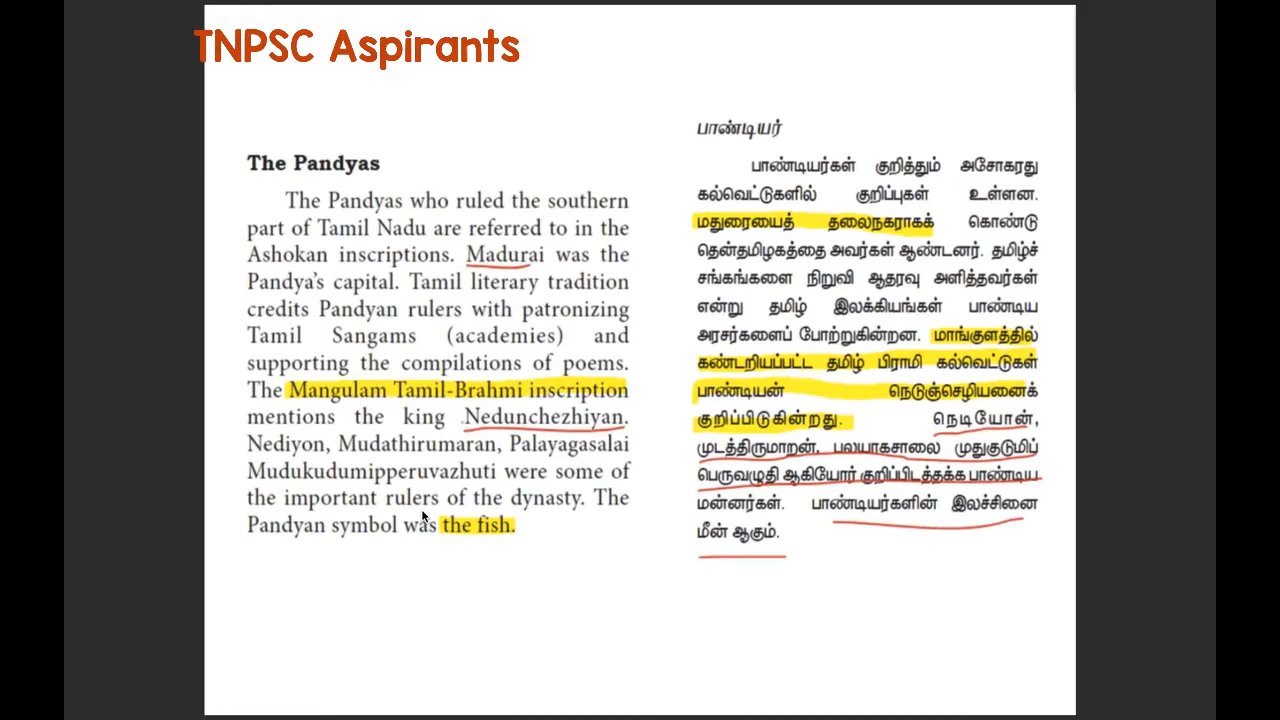 TNPSC Aspirants
The Pandyas
The Pandyas who ruled the southern
part of Tamil Nadu are referred to in the
Ashokan inscriptions. Madurai was the
Pandya's capital. Tamil literary tradition
credits Pandyan rulers with patronizing
Tamil Sangams (academies) and
supporting the compilations of poems.
The Mangulam Tamil-Brahmi inscription
mentions the king Nedunchezhiyan.
Nediyon, Mudathirumaran, Palayagasalai
Mudukudumipperuvazhuti were some of
the important rulers of the dynasty. The
Pandyan symbol was the fish.
பாண்டியர்
பாண்டியர்கள் குறித்தும் அசோகரது
கல்வெட்டுகளில் குறிப்புகள் உள்ளன.
மதுரையைத் தலைநகராகக் கொண்டு
தென்தமிழகத்தை அவர்கள் ஆண்டனர். தமிழ்ச்
சங்கங்களை நிறுவி ஆதரவு அளித்தவர்கள்
என்று தமிழ் இலக்கியங்கள் பாண்டிய
அரசர்களைப் போற்றுகின்றன. மாங்குளத்தில்
கண்டறியப்பட்ட தமிழ் பிராமி கல்வெட்டுகள்
பாண்டியன் நெடுஞ்செழியனைக்
குறிப்பிடுகின்றது. நெடியோன்,
முடத்திருமாறன், பலயாகசாலை முதுகுடுமிப்
பெருவழுதி ஆகியோர் குறிப்பிடத்தக்க பாண்டிய
மன்னர்கள். பாண்டியர்களின் இலச்சினை
மீன் ஆகும்.